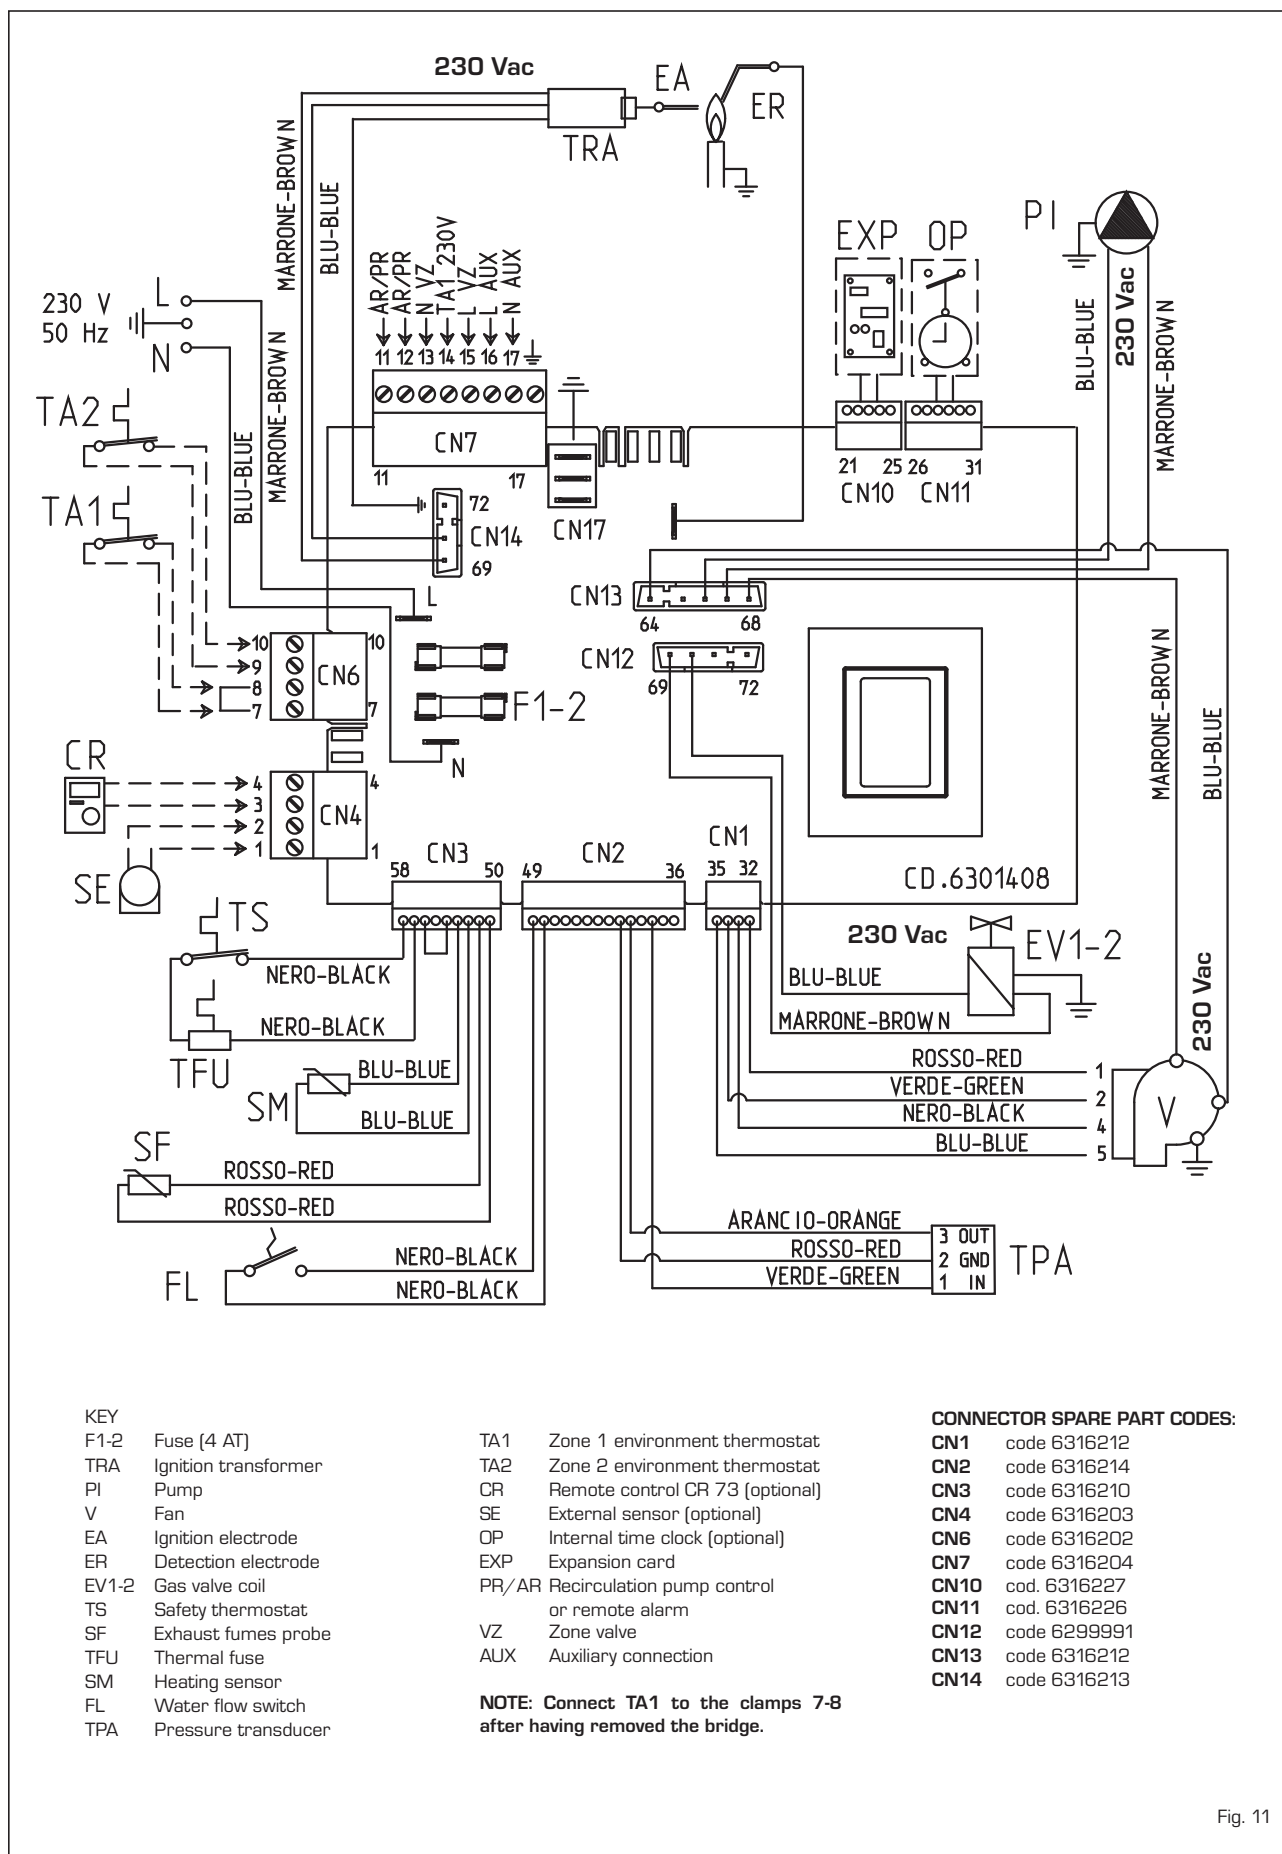 230 Vac
EA
ER
TRA
MARRONE-BROWN
BLU-BLUE
AR/PR
AR/PR
N VZ
TA1 230V
L VZ
L AUX
N AUX
11 12 13 14 15 16 17
EXP
OP
PI
BLU-BLUE
230 Vac
MARRONE-BROWN
230 V
50 Hz
L
N
BLU-BLUE
MARRONE-BROWN
TA2
TA1
CN7
11
17
21 25
26 31
CN10
CN11
72
CN14
69
CN17
L
CN13
64
68
CN12
69
72
10
9
8
7
CN6
10
7
F1-2
N
CR
4
3
2
1
CN4
4
1
SE
MARRONE-BROWN
BLU-BLUE
CN3
58 50
CN2
49 36
CN1
35 32
CD.6301408
TS
NERO-BLACK
NERO-BLACK
TFU
230 Vac
EV1-2
BLU-BLUE
MARRONE-BROWN
230 Vac
SM
BLU-BLUE
BLU-BLUE
ROSSO-RED 1
VERDE-GREEN 2
NERO-BLACK 4
BLU-BLUE 5
V
SF
ROSSO-RED
ROSSO-RED
FL
NERO-BLACK
NERO-BLACK
ARANCIO-ORANGE 3 OUT
ROSSO-RED 2 GND
VERDE-GREEN 1 IN
TPA
KEY
F1-2 Fuse (4 AT)
TRA Ignition transformer
PI Pump
V Fan
EA Ignition electrode
ER Detection electrode
EV1-2 Gas valve coil
TS Safety thermostat
SF Exhaust fumes probe
TFU Thermal fuse
SM Heating sensor
FL Water flow switch
TPA Pressure transducer
TA1 Zone 1 environment thermostat
TA2 Zone 2 environment thermostat
CR Remote control CR 73 (optional)
SE External sensor (optional)
OP Internal time clock (optional)
EXP Expansion card
PR/AR Recirculation pump control
or remote alarm
VZ Zone valve
AUX Auxiliary connection
NOTE: Connect TA1 to the clamps 7-8
after having removed the bridge.
CONNECTOR SPARE PART CODES:
CN1 code 6316212
CN2 code 6316214
CN3 code 6316210
CN4 code 6316203
CN6 code 6316202
CN7 code 6316204
CN10 cod. 6316227
CN11 cod. 6316226
CN12 code 6299991
CN13 code 6316212
CN14 code 6316213
Fig. 11